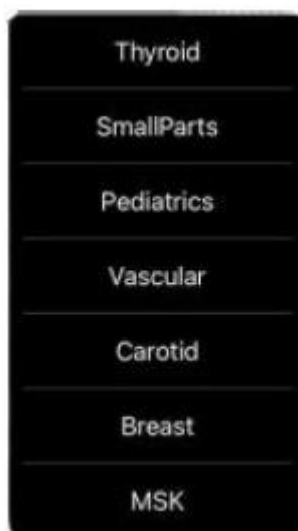 Thyroid
SmallParts
Pediatrics
Vascular
Carotid
Breast
MSK